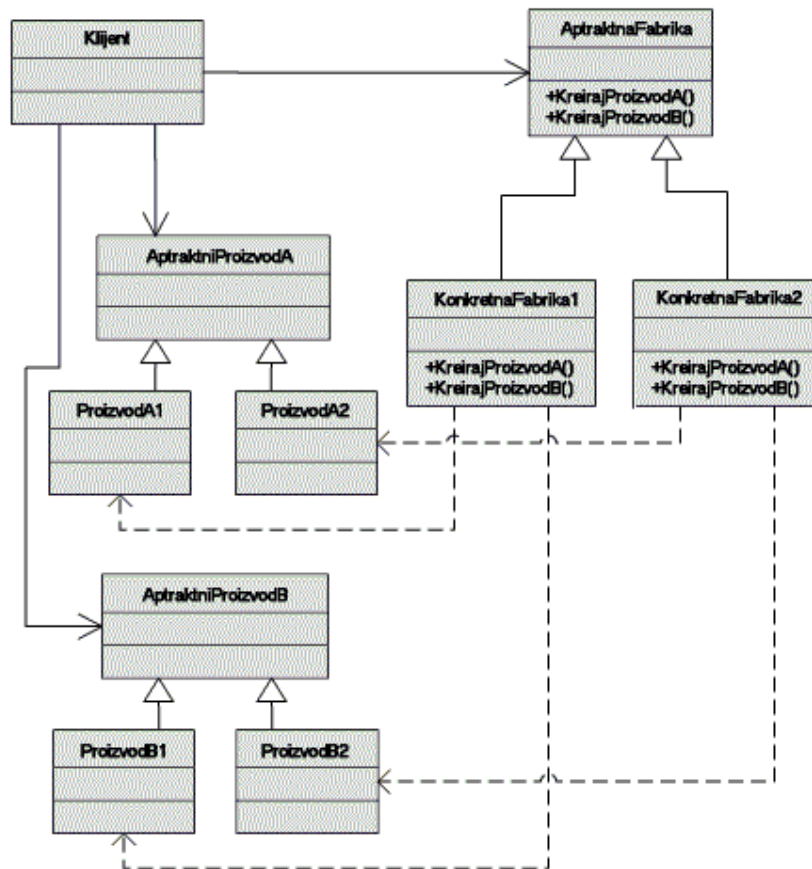 Klijent
AptraktnaFabrika
+KreirajProizvodA()
+KreirajProizvodB()
AptraktniProizvodA
KonkretnaFabrika1
+KreirajProizvodA()
+KreirajProizvodB()
KonkretnaFabrika2
+KreirajProizvodA()
+KreirajProizvodB()
ProizvodA1
ProizvodA2
AptraktniProizvodB
ProizvodB1
ProizvodB2